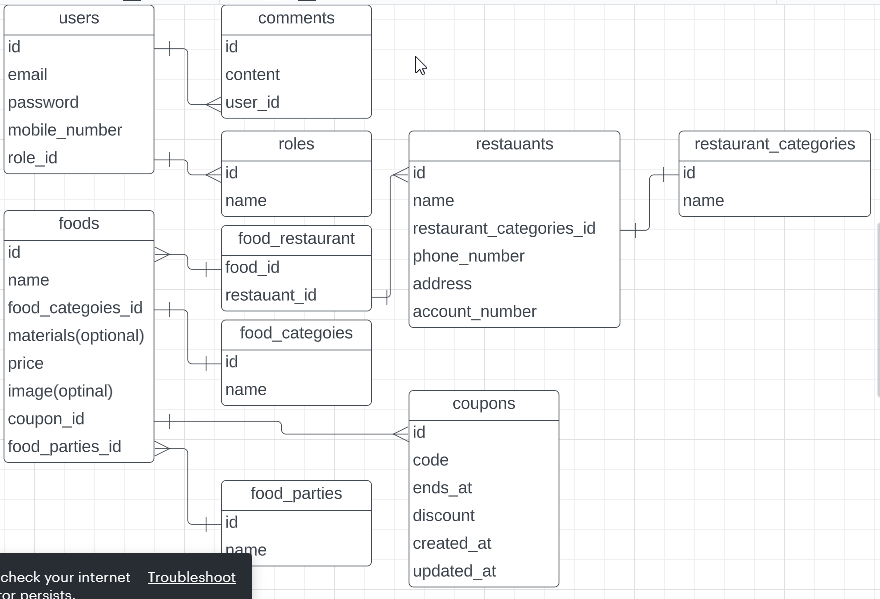 users
id
email
password
mobile_number
role_id
comments
id
content
user_id
roles
id
name
restauants
id
name
restaurant_categories_id
phone_number
address
account_number
restaurant_categories
id
name
foods
id
name
food_categoies_id
materials(optional)
price
image(optinal)
coupon_id
food_parties_id
food_restaurant
food_id
restauant_id
food_categoies
id
name
coupons
id
code
ends_at
discount
created_at
updated_at
food_parties
id
name
check your internet Troubleshoot
or persists.